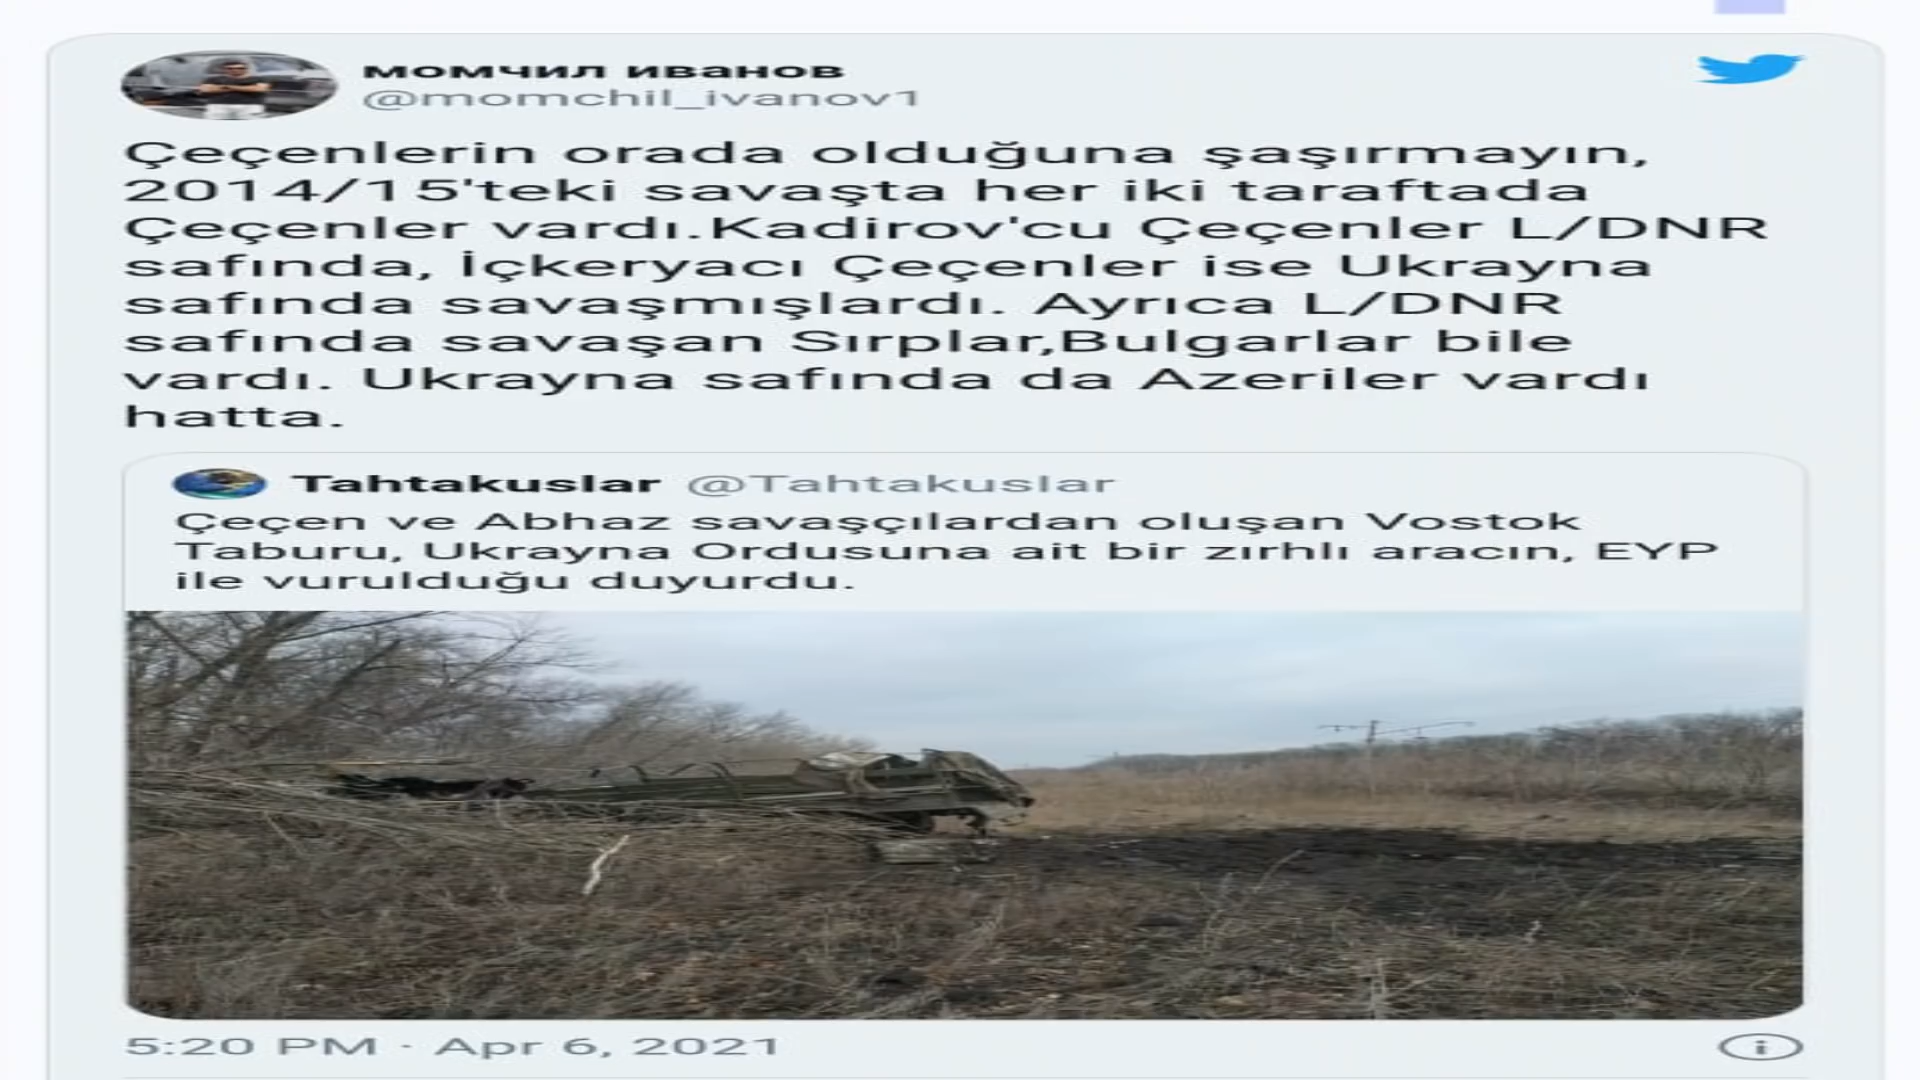 момчил иванов
@momchil_ivanov1
Çeçenlerin orada olduğuna şaşırmayın,
2014/15'teki savaşta her iki taraftada
Çeçenler vardı.Kadirov'cu Çeçenler L/DNR
safında, İçkeryacı Çeçenler ise Ukrayna
safında savaşmışlardı. Ayrıca L/DNR
safında savaşan Sırplar,Bulgarlar bile
vardı. Ukrayna safında da Azeriler vardı
hatta.
Tahtakuslar @Tahtakuslar
Çeçen ve Abhaz savaşçılardan oluşan Vostok
Taburu, Ukrayna Ordusuna ait bir zırhlı aracın, EYP
ile vurulduğu duyurdu.
5:20 PM · Apr 6, 2021